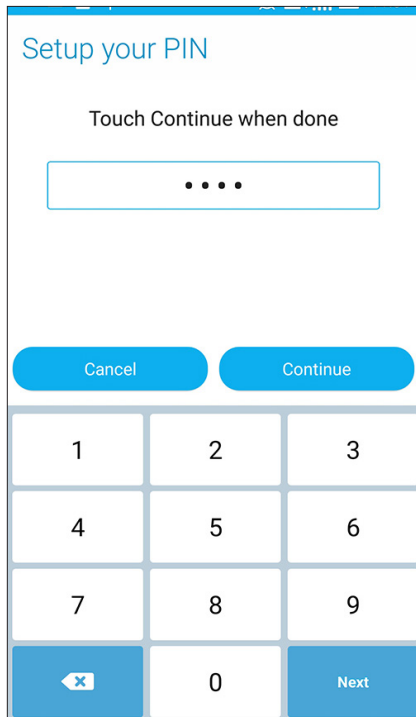 Setup your PIN
Touch Continue when done
••••
Cancel Continue
1 2 3
4 5 6
7 8 9
0 Next